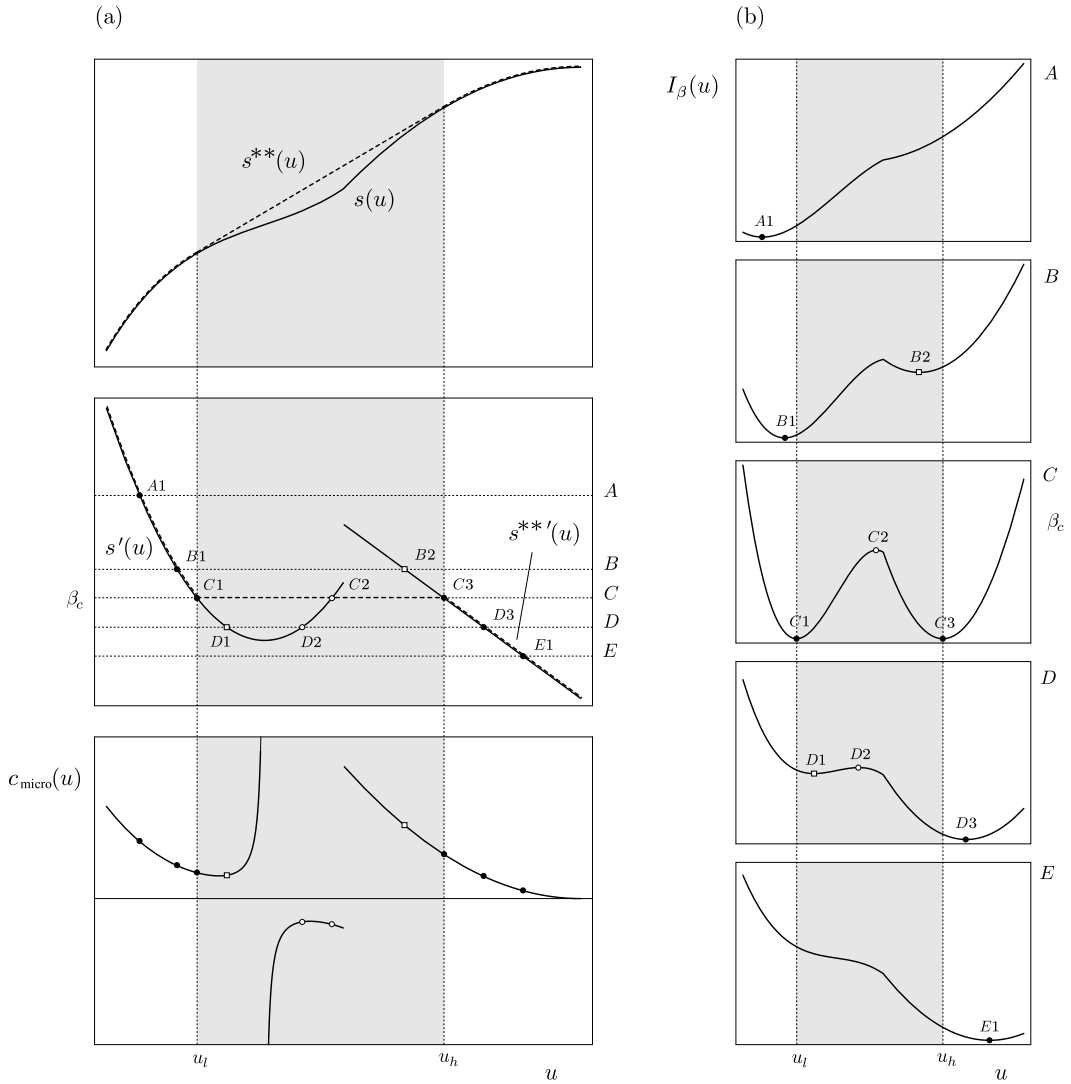 (a)
s**(u)
s(u)
A1
A
s**′(u)
s′(u)
B1
B2
B
C1
C2
C3
C
β_c
D3
D
D1
D2
E1
E
c_micro(u)
u_l
u_h
u
(b)
I_β(u)
A
A1
B
B2
B1
C
β_c
C2
C1
C3
D
D1
D2
D3
E
E1
u_l
u_h
u